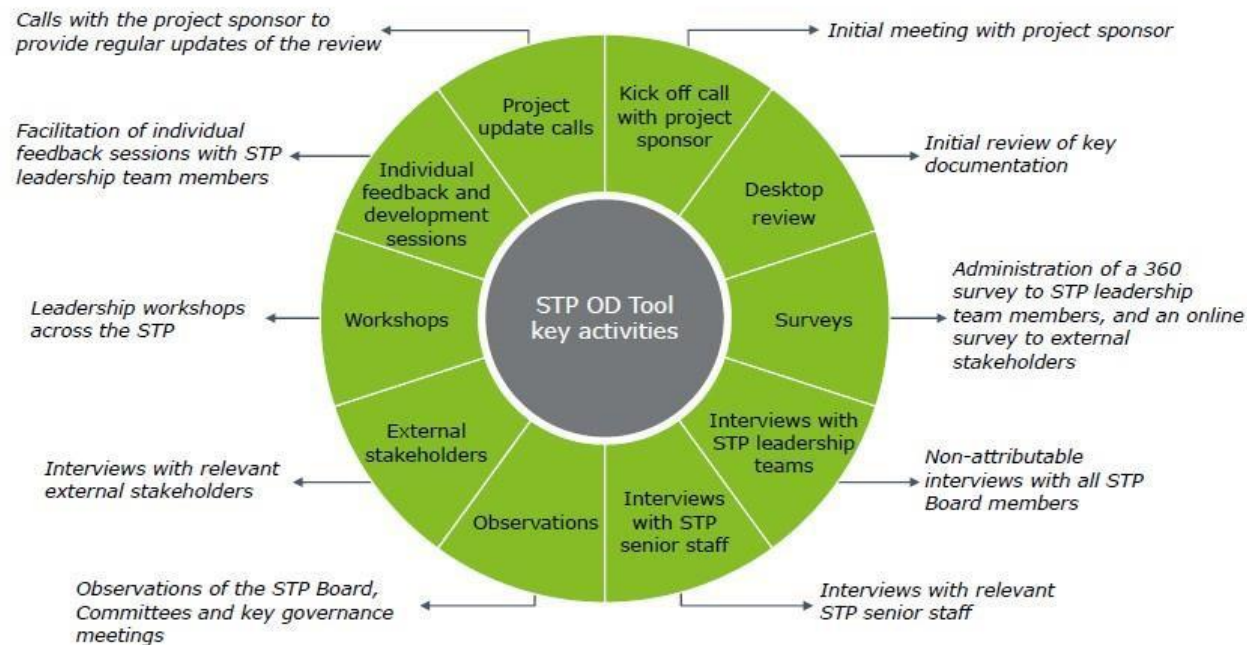 Calls with the project sponsor to
provide regular updates of the review
Initial meeting with project sponsor
Project
update calls
Kick off call
with project
sponsor
Facilitation of individual
feedback sessions with STP
leadership team members
Individual
feedback and
development
sessions
Desktop
review
Initial review of key
documentation
Leadership workshops
across the STP
Workshops
STP OD Tool
key activities
Surveys
Administration of a 360
survey to STP leadership
team members, and an online
survey to external
stakeholders
Interviews with relevant
external stakeholders
External
stakeholders
Interviews with
STP leadership
teams
Non-attributable
interviews with all STP
Board members
Observations
Interviews
with STP
senior staff
Observations of the STP Board,
Committees and key governance
meetings
Interviews with relevant
STP senior staff